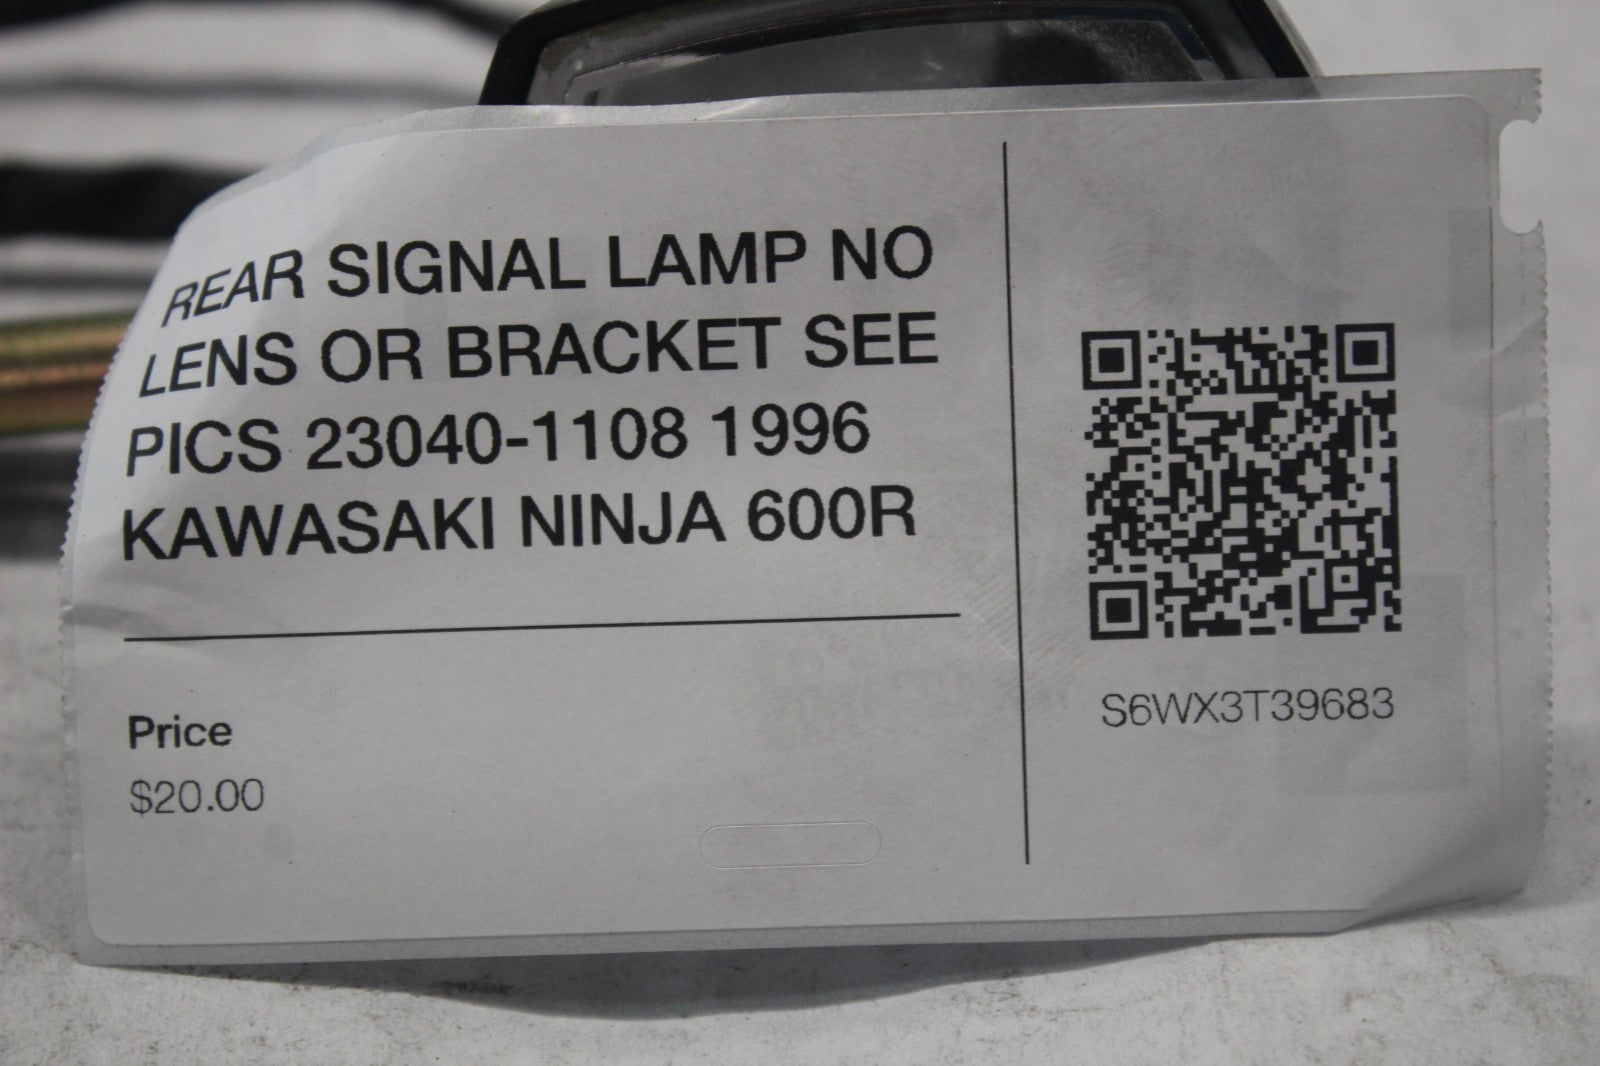 REAR SIGNAL LAMP NO
LENS OR BRACKET SEE
PICS 23040-1108 1996
KAWASAKI NINJA 600R
Price
$20.00
S6WX3T39683